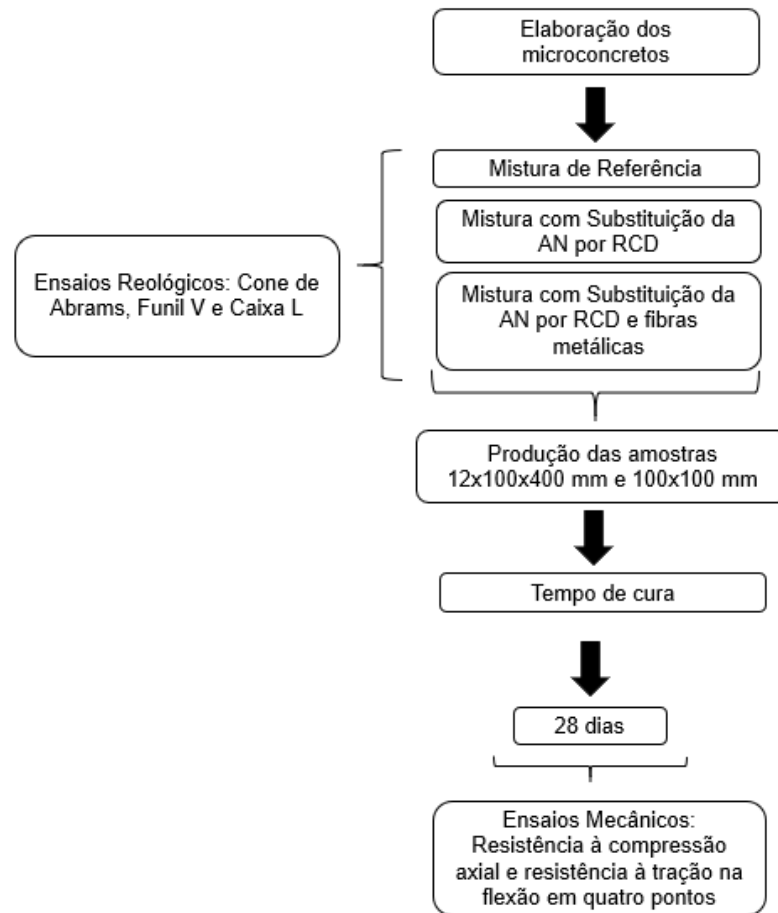 Elaboração dos
microconcretos
Mistura de Referência
Mistura com Substituição da
AN por RCD
Mistura com Substituição da
AN por RCD e fibras
metálicas
Ensaios Reológicos: Cone de
Abrams, Funil V e Caixa L
Produção das amostras
12x100x400 mm e 100x100 mm
Tempo de cura
28 dias
Ensaios Mecânicos:
Resistência à compressão
axial e resistência à tração na
flexão em quatro pontos